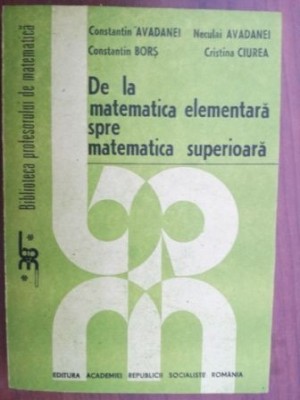 Constantin AVADANEI Neculai AVADANEI
Constantin BORȘ Cristina CIUREA
De la
matematica elementară
spre
matematica superioară
Biblioteca profesorului de matematică
* 38 *
EDITURA ACADEMIEI REPUBLICII SOCIALISTE ROMÂNIA